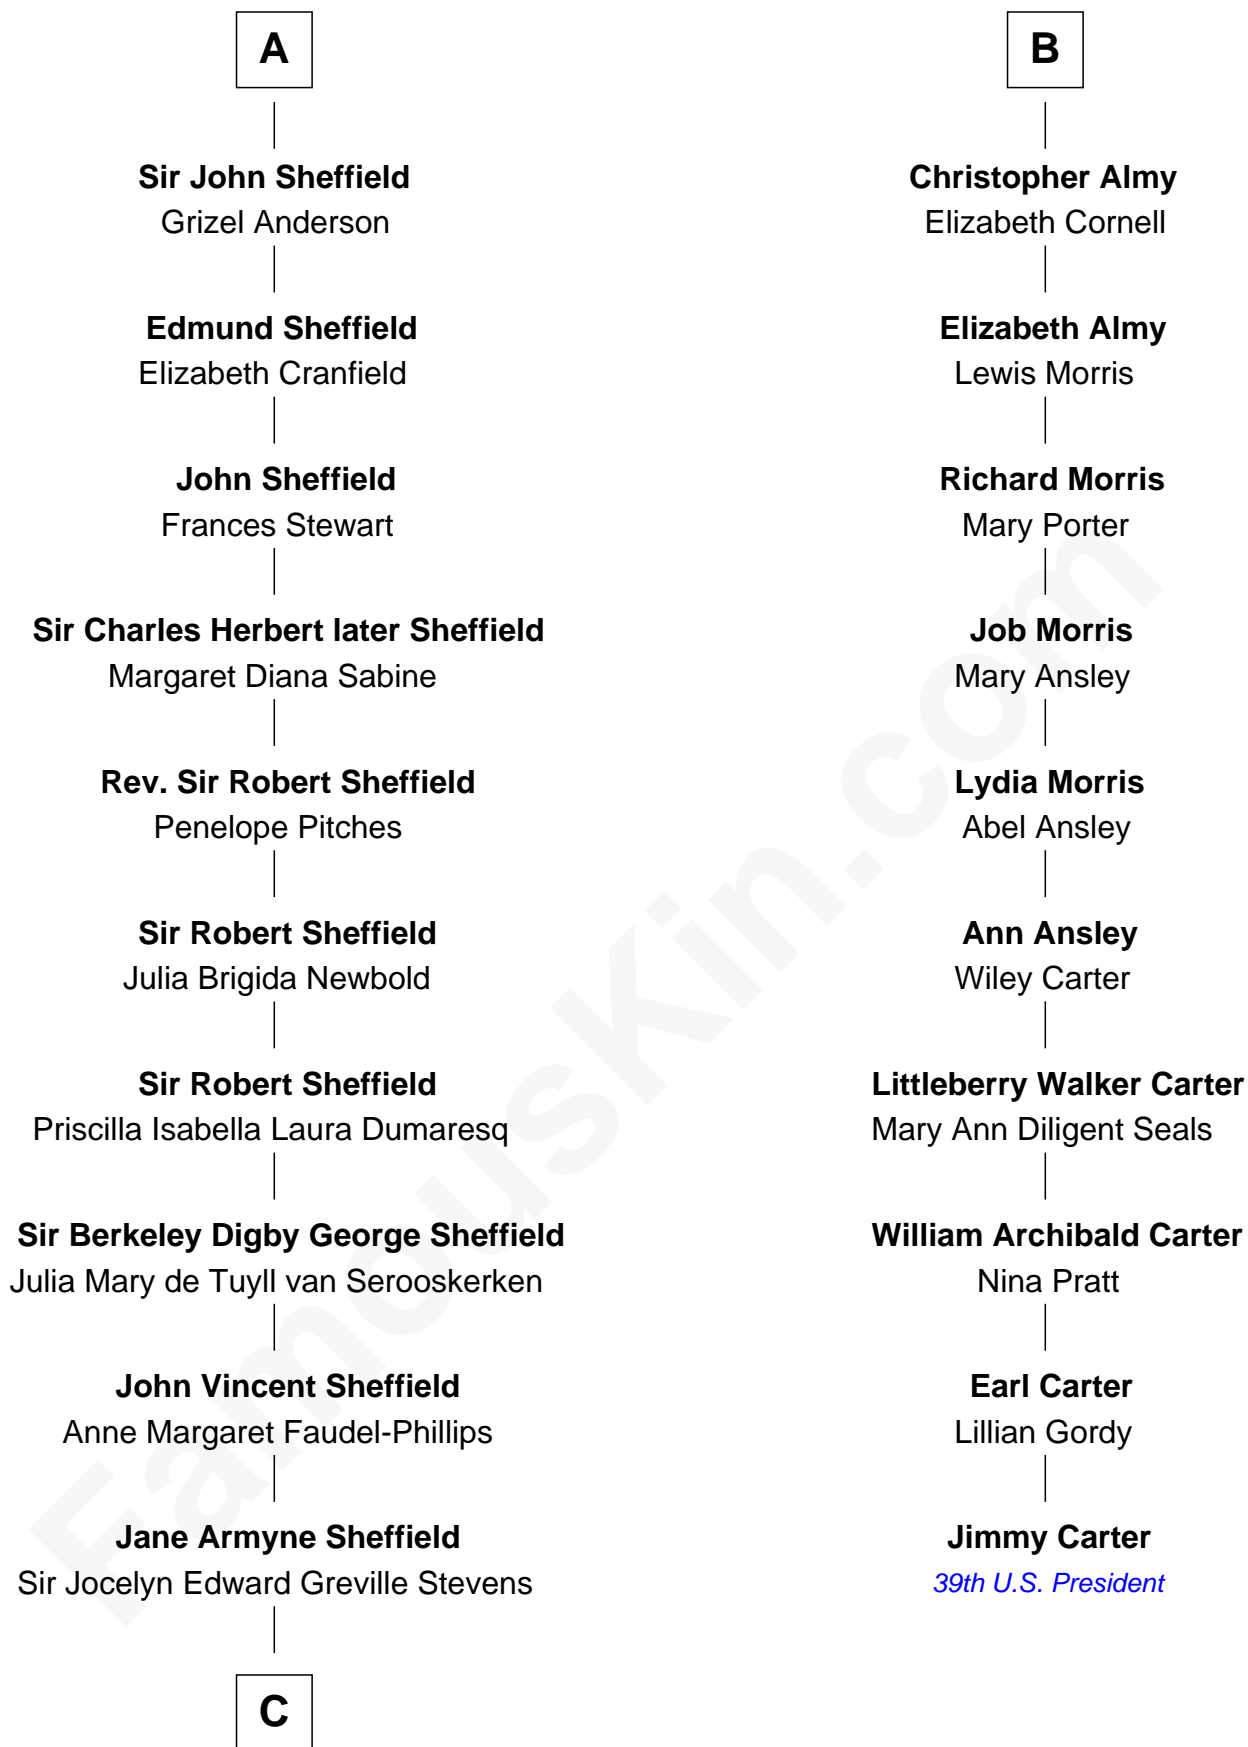 A
Sir John Sheffield
Grizel Anderson
Edmund Sheffield
Elizabeth Cranfield
John Sheffield
Frances Stewart
Sir Charles Herbert later Sheffield
Margaret Diana Sabine
Rev. Sir Robert Sheffield
Penelope Pitches
Sir Robert Sheffield
Julia Brigida Newbold
Sir Robert Sheffield
Priscilla Isabella Laura Dumaresq
Sir Berkeley Digby George Sheffield
Julia Mary de Tuyll van Serooskerken
John Vincent Sheffield
Anne Margaret Faudel-Phillips
Jane Armyne Sheffield
Sir Jocelyn Edward Greville Stevens
C
B
Christopher Almy
Elizabeth Cornell
Elizabeth Almy
Lewis Morris
Richard Morris
Mary Porter
Job Morris
Mary Ansley
Lydia Morris
Abel Ansley
Ann Ansley
Wiley Carter
Littleberry Walker Carter
Mary Ann Diligent Seals
William Archibald Carter
Nina Pratt
Earl Carter
Lillian Gordy
Jimmy Carter
39th U.S. President
FamousKin.com